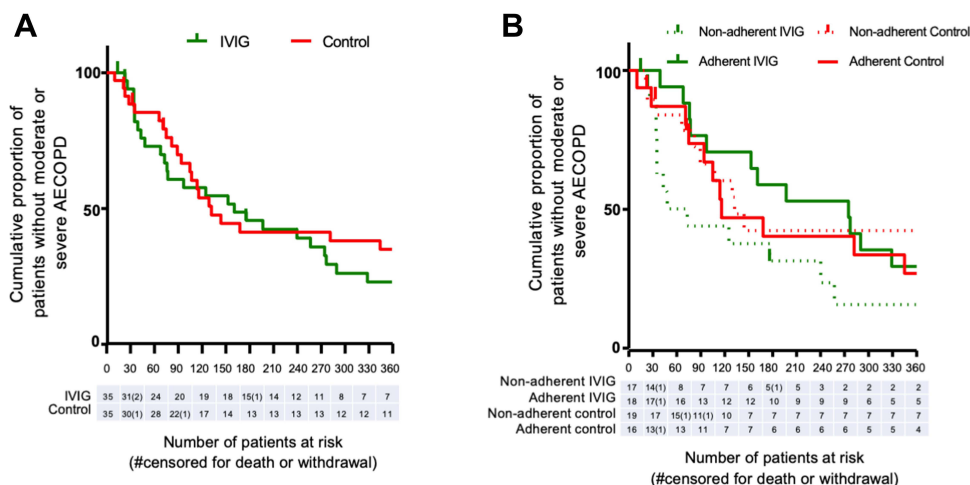 A
IVIG Control
Cumulative proportion of
patients without moderate or
severe AECOPD
100
50
0
0 30 60 90 120 150 180 210 240 270 300 330 360
IVIG 35 31(2) 24 20 19 18 15(1) 14 12 11 8 7 7
Control 35 30(1) 28 22(1) 17 14 13 13 13 13 12 12 11
Number of patients at risk
(#censored for death or withdrawal)
B
Non-adherent IVIG Non-adherent Control
Adherent IVIG Adherent Control
Cumulative proportion of
patients without moderate or
severe AECOPD
100
50
0
0 30 60 90 120 150 180 210 240 270 300 330 360
Non-adherent IVIG 17 14(1) 8 7 7 6 5(1) 5 3 2 2 2 2
Adherent IVIG 18 17(1) 16 13 12 12 10 9 9 9 6 5 5
Non-adherent control 19 17 15(1) 11(1) 10 7 7 7 7 7 7 7 7
Adherent control 16 13(1) 13 11 7 7 6 6 6 6 5 5 4
Number of patients at risk
(#censored for death or withdrawal)